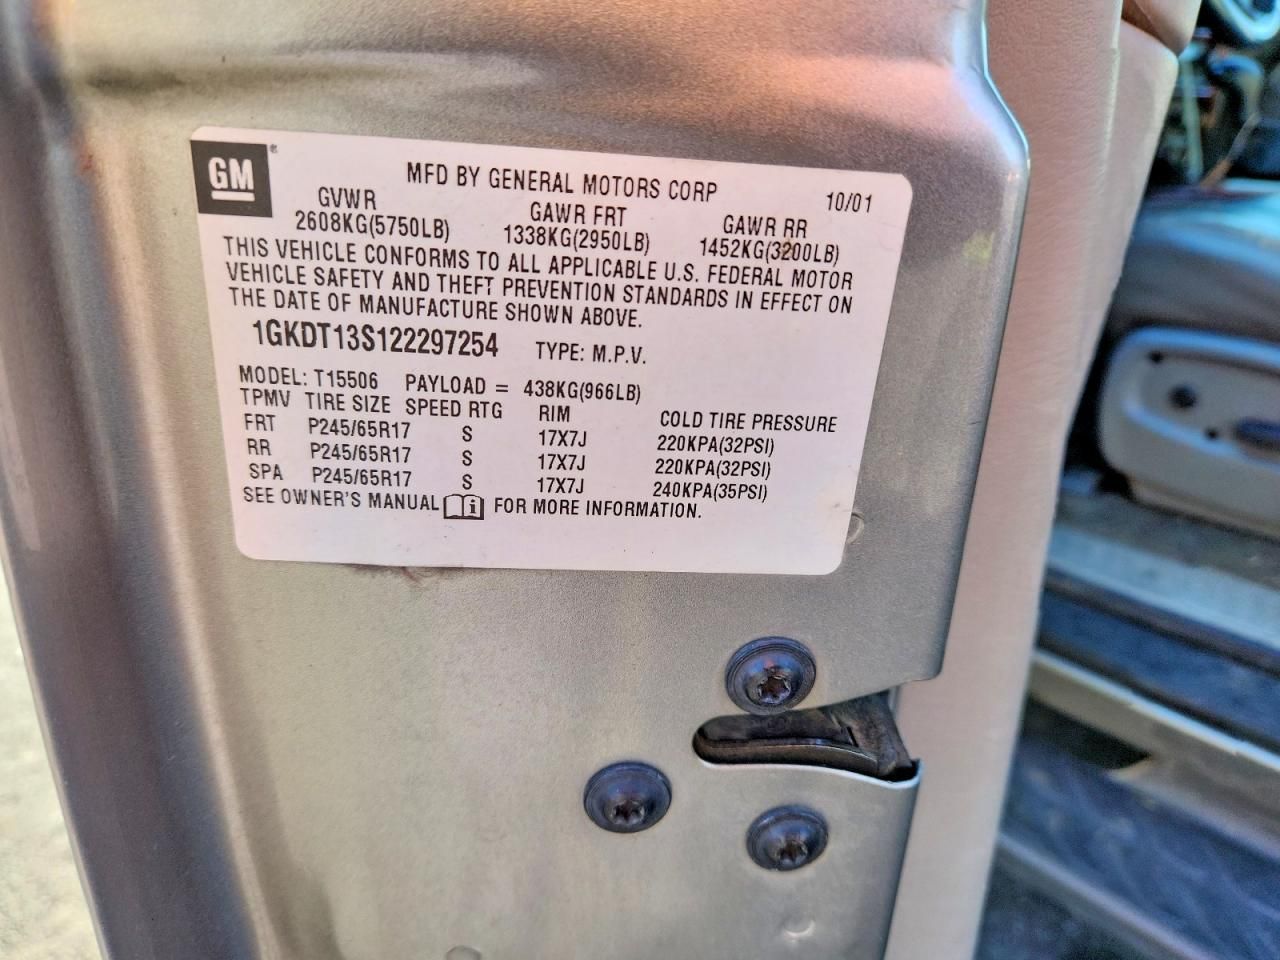 GM
MFD BY GENERAL MOTORS CORP 10/01
GVWR GAWR FRT GAWR RR
2608KG(5750LB) 1338KG(2950LB) 1452KG(3200LB)
THIS VEHICLE CONFORMS TO ALL APPLICABLE U.S. FEDERAL MOTOR
VEHICLE SAFETY AND THEFT PREVENTION STANDARDS IN EFFECT ON
THE DATE OF MANUFACTURE SHOWN ABOVE.
1GKDT13S122297254 TYPE: M.P.V.
MODEL: T15506 PAYLOAD = 438KG(966LB)
TPMV TIRE SIZE SPEED RTG RIM COLD TIRE PRESSURE
FRT P245/65R17 S 17X7J 220KPA(32PSI)
RR P245/65R17 S 17X7J 220KPA(32PSI)
SPA P245/65R17 S 17X7J 240KPA(35PSI)
SEE OWNER'S MANUAL i FOR MORE INFORMATION.